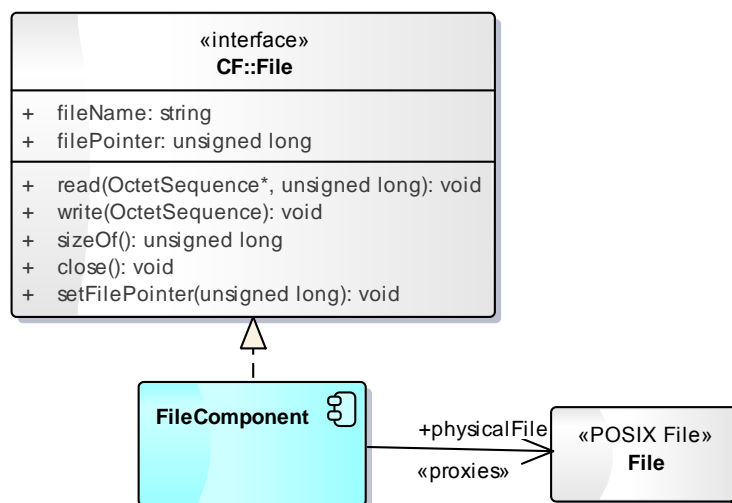 «interface»
CF::File
+ fileName: string
+ filePointer: unsigned long
+ read(OctetSequence*, unsigned long): void
+ write(OctetSequence): void
+ sizeOf(): unsigned long
+ close(): void
+ setFilePointer(unsigned long): void
FileComponent
+physicalFile
«proxies»
«POSIX File»
File